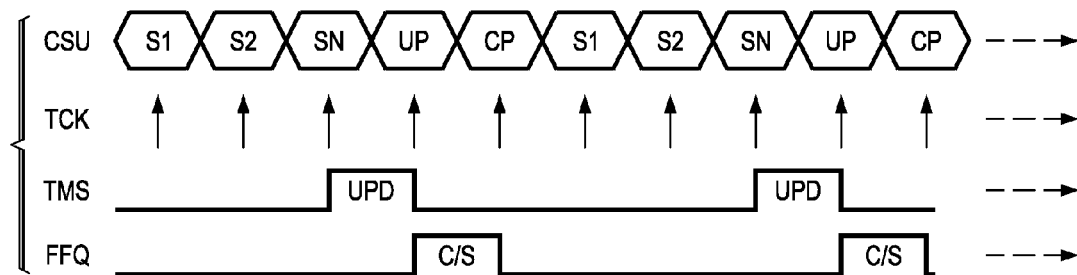 CSU S1 S2 SN UP CP S1 S2 SN UP CP
TCK
TMS UPD UPD
FFQ C/S C/S